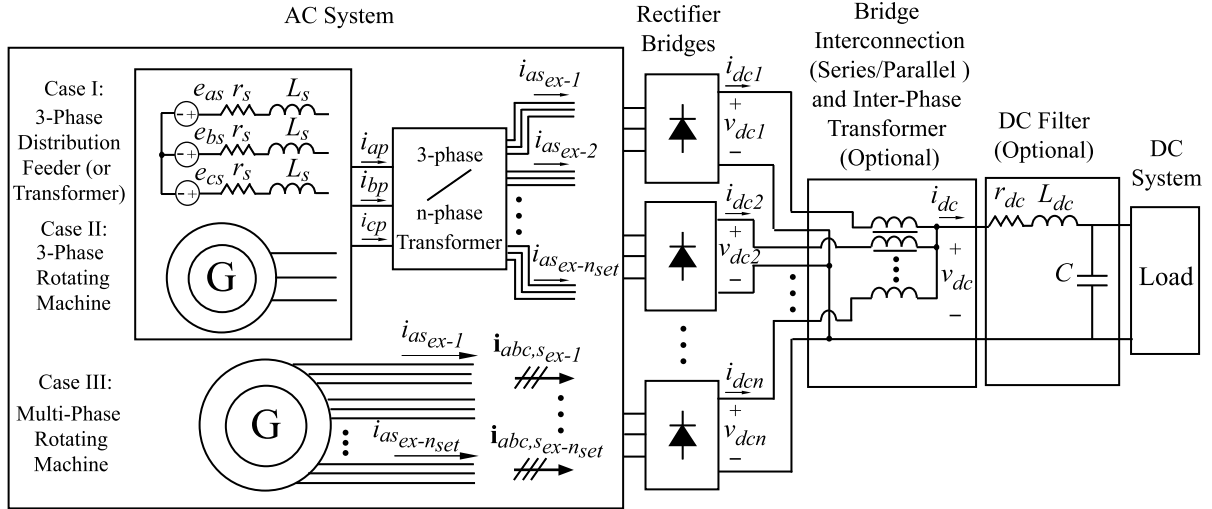 AC System
Rectifier
Bridges
Bridge
Interconnection
(Series/Parallel )
and Inter-Phase
Transformer
(Optional)
DC Filter
(Optional)
DC
System
Case I:
3-Phase
Distribution
Feeder (or
Transformer)
Case II:
3-Phase
Rotating
Machine
Case III:
Multi-Phase
Rotating
Machine
e_as r_s L_s
e_bs r_s L_s
e_cs r_s L_s
- +
- +
- +
G
i_ap
i_bp
i_cp
3-phase
n-phase
Transformer
i_as_ex-1
i_as_ex-2
i_as_ex-n_set
G
i_as_ex-1
i_as_ex-n_set
i_abc,s_ex-1
i_abc,s_ex-n_set
i_dc1
+
v_dc1
−
i_dc2
+
v_dc2
−
i_dcn
+
v_dcn
−
i_dc
+
v_dc
−
r_dc L_dc
C
Load